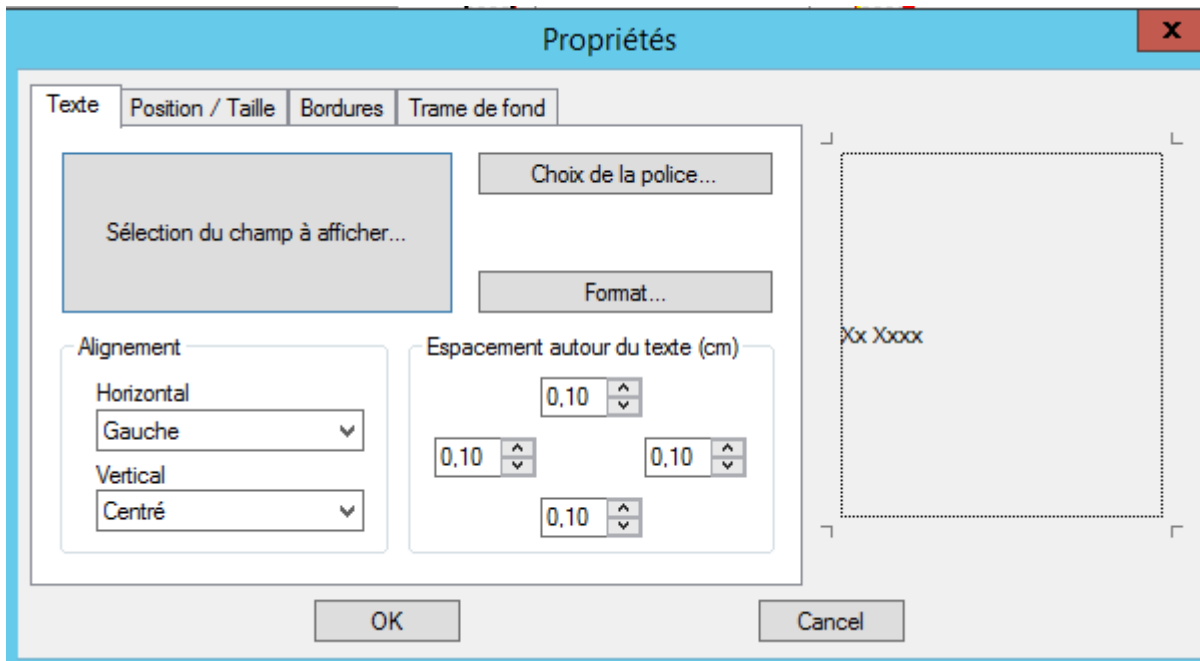 Propriétés
x
Texte Position / Taille Bordures Trame de fond
Sélection du champ à afficher...
Choix de la police...
Format...
Alignement
Horizontal
Gauche
Vertical
Centré
Espacement autour du texte (cm)
0,10
0,10 0,10
0,10
Xx Xxxx
OK Cancel